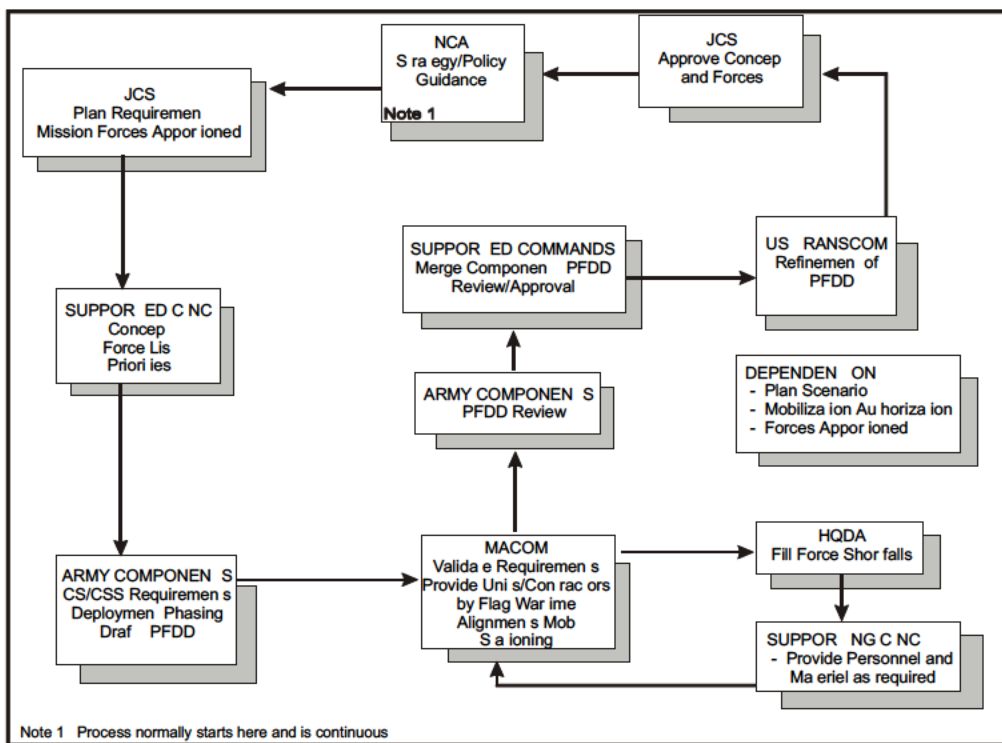 NCA
S ra egy/Policy
Guidance
Note 1
JCS
Approve Concep
and Forces
JCS
Plan Requiremen
Mission Forces Appor ioned
SUPPOR ED COMMANDS
Merge Componen PFDD
Review/Approval
US RANSCOM
Refinemen of
PFDD
SUPPOR ED C NC
Concep
Force Lis
Priori ies
DEPENDEN ON
- Plan Scenario
- Mobiliza ion Au horiza ion
- Forces Appor ioned
ARMY COMPONEN S
PFDD Review
ARMY COMPONEN S
CS/CSS Requiremen s
Deploymen Phasing
Draf PFDD
MACOM
Valida e Requiremen s
Provide Uni s/Con rac ors
by Flag War ime
Alignmen s Mob
S a ioning
HQDA
Fill Force Shor falls
SUPPOR NG C NC
- Provide Personnel and
Ma eriel as required
Note 1 Process normally starts here and is continuous